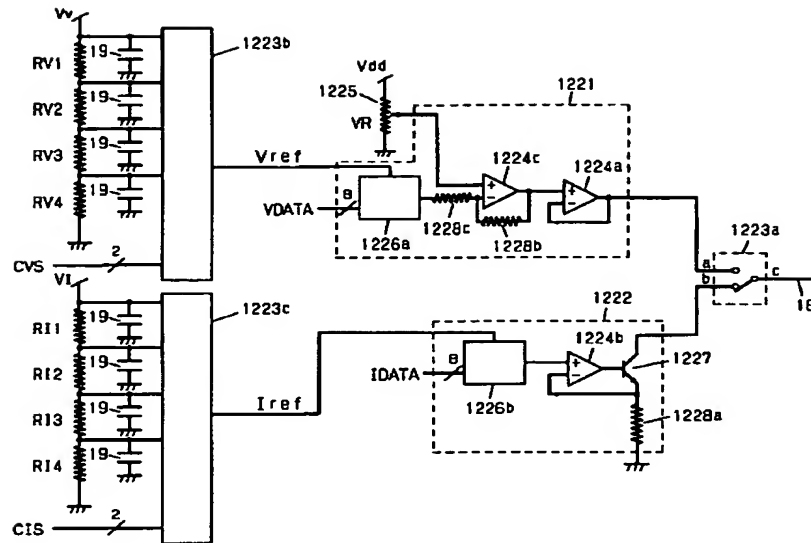 Vv
19
1223b
RV1
19
RV2
19
RV3
19
RV4
CVS
2
Vdd
1225
VR
Vref
VDATA
8
1226a
1228c
1228b
1224c
1224a
1221
1223a
a
b
c
18
VI
19
1223c
RI1
19
RI2
19
RI3
19
RI4
CIS
2
Iref
IDATA
8
1226b
1222
1224b
1227
1228a
+
-
+
-
+
-